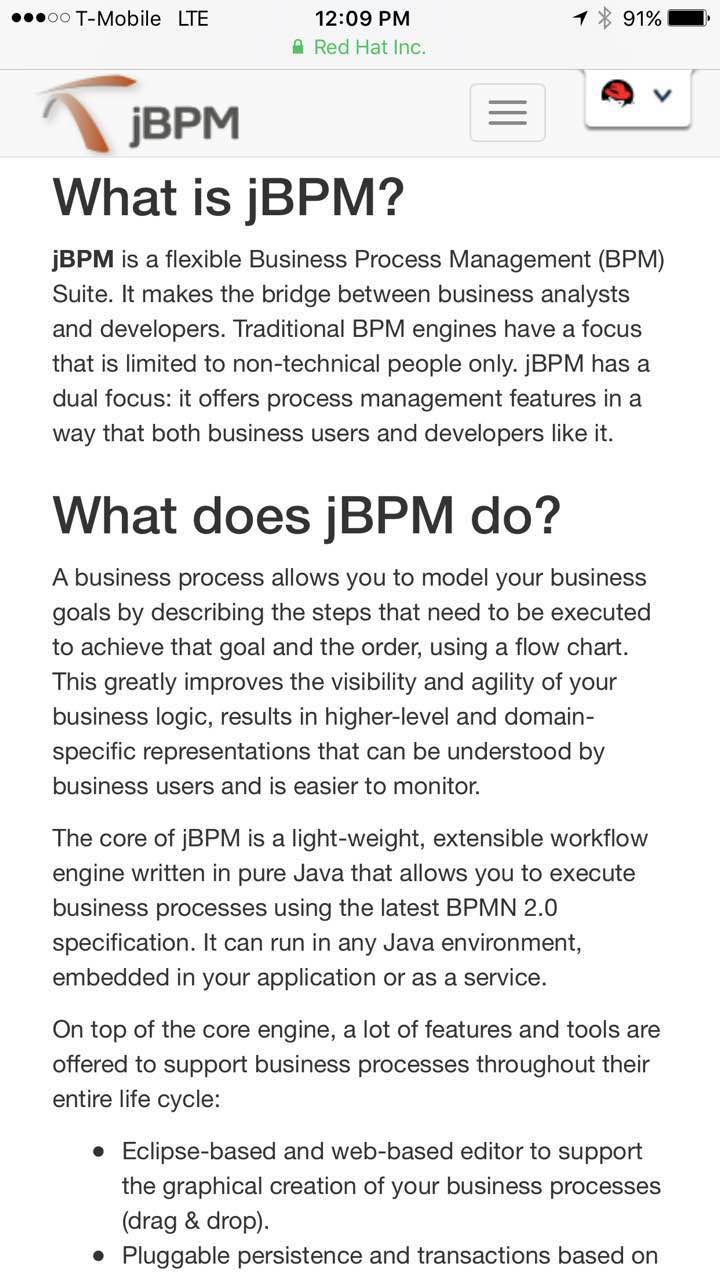 T-Mobile LTE 12:09 PM 91%
Red Hat Inc.
jBPM
What is jBPM?
jBPM is a flexible Business Process Management (BPM)
Suite. It makes the bridge between business analysts
and developers. Traditional BPM engines have a focus
that is limited to non-technical people only. jBPM has a
dual focus: it offers process management features in a
way that both business users and developers like it.
What does jBPM do?
A business process allows you to model your business
goals by describing the steps that need to be executed
to achieve that goal and the order, using a flow chart.
This greatly improves the visibility and agility of your
business logic, results in higher-level and domain-
specific representations that can be understood by
business users and is easier to monitor.
The core of jBPM is a light-weight, extensible workflow
engine written in pure Java that allows you to execute
business processes using the latest BPMN 2.0
specification. It can run in any Java environment,
embedded in your application or as a service.
On top of the core engine, a lot of features and tools are
offered to support business processes throughout their
entire life cycle:
• Eclipse-based and web-based editor to support
the graphical creation of your business processes
(drag & drop).
• Pluggable persistence and transactions based on